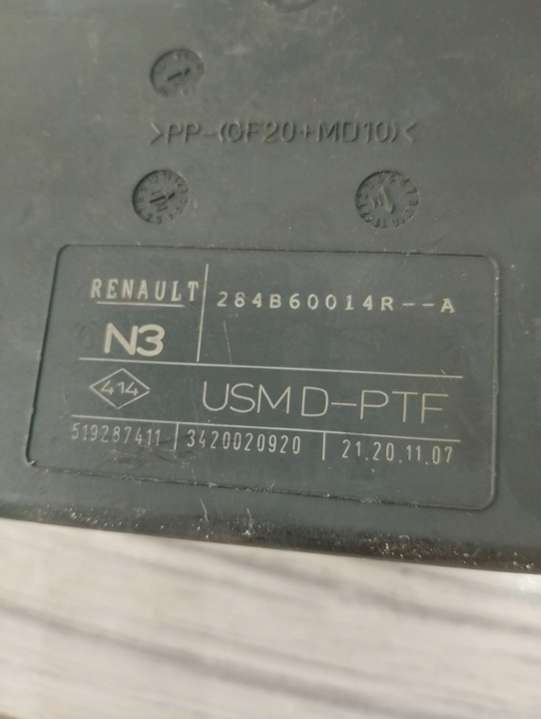 >PP-(GF20+MD10)<
RENAULT
284B60014R--A
N3
414
USM D-PTF
519287411 | 3420020920 | 21.20.11.07